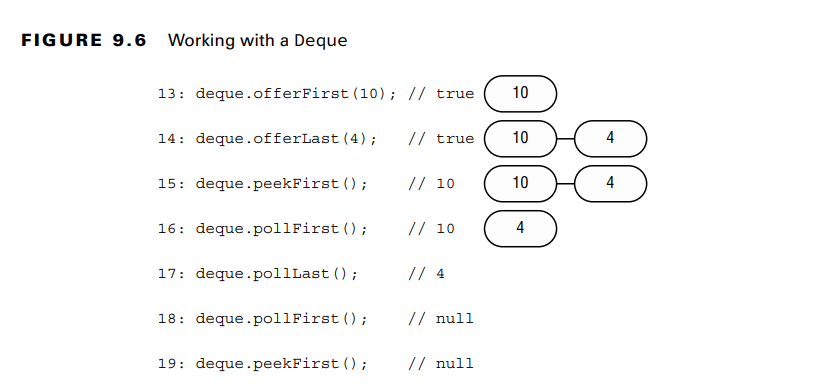 FIGURE 9.6 Working with a Deque
13: deque.offerFirst(10); // true 10
14: deque.offerLast(4); // true 10 4
15: deque.peekFirst(); // 10 10 4
16: deque.pollFirst(); // 10 4
17: deque.pollLast(); // 4
18: deque.pollFirst(); // null
19: deque.peekFirst(); // null